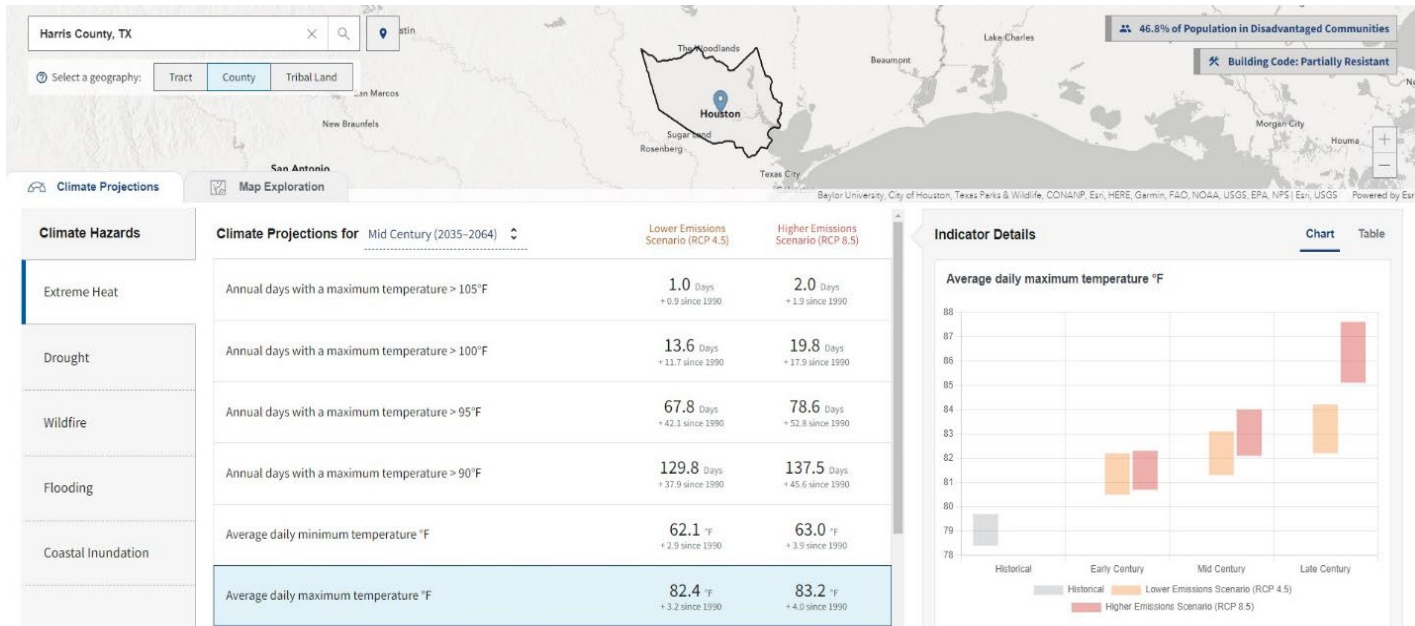 Harris County, TX
Select a geography:
Tract
County
Tribal Land
46.8% of Population in Disadvantaged Communities
Building Code: Partially Resistant
San Marcos
New Braunfels
San Antonio
The Woodlands
Houston
Sugar Land
Rosenberg
Texas City
Beaumont
Lake Charles
Morgan City
Houma
+
−
Baylor University, City of Houston, Texas Parks & Wildlife, CONANP, Esri, HERE, Garmin, FAO, NOAA, USGS, EPA, NPS | Esri, USGS
Powered by Esr
Climate Projections
Map Exploration
Climate Hazards
Extreme Heat
Drought
Wildfire
Flooding
Coastal Inundation
Climate Projections for Mid Century (2035–2064)
Lower Emissions
Scenario (RCP 4.5)
Higher Emissions
Scenario (RCP 8.5)
Annual days with a maximum temperature > 105°F
1.0 Days
+ 0.9 since 1990
2.0 Days
+ 1.9 since 1990
Annual days with a maximum temperature > 100°F
13.6 Days
+ 11.7 since 1990
19.8 Days
+ 17.9 since 1990
Annual days with a maximum temperature > 95°F
67.8 Days
+ 42.1 since 1990
78.6 Days
+ 52.8 since 1990
Annual days with a maximum temperature > 90°F
129.8 Days
+ 37.9 since 1990
137.5 Days
+ 45.6 since 1990
Average daily minimum temperature °F
62.1 °F
+ 2.9 since 1990
63.0 °F
+ 3.9 since 1990
Average daily maximum temperature °F
82.4 °F
+ 3.2 since 1990
83.2 °F
+ 4.0 since 1990
Indicator Details
Chart
Table
Average daily maximum temperature °F
88
87
86
85
84
83
82
81
80
79
78
Historical
Early Century
Mid Century
Late Century
Historical
Lower Emissions Scenario (RCP 4.5)
Higher Emissions Scenario (RCP 8.5)